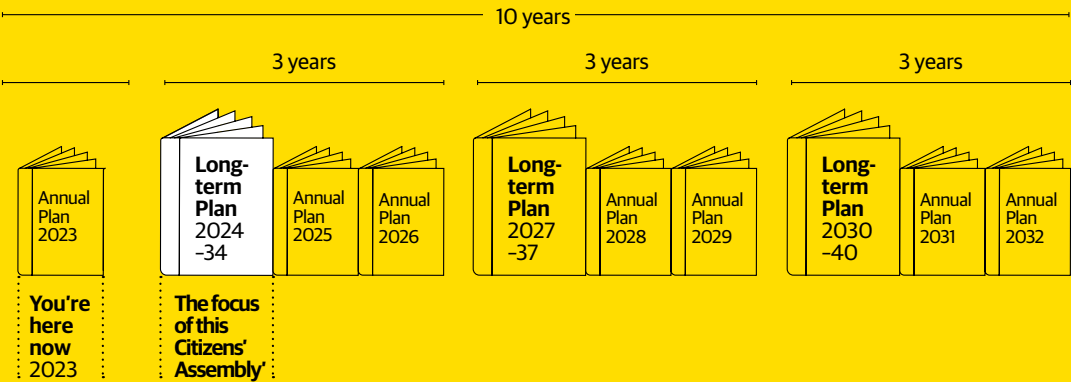 10 years
3 years
3 years
3 years
Annual
Plan
2023
Long-
term
Plan
2024
–34
Annual
Plan
2025
Annual
Plan
2026
Long-
term
Plan
2027
–37
Annual
Plan
2028
Annual
Plan
2029
Long-
term
Plan
2030
–40
Annual
Plan
2031
Annual
Plan
2032
You're
here
now
2023
The focus
of this
Citizens'
Assembly'